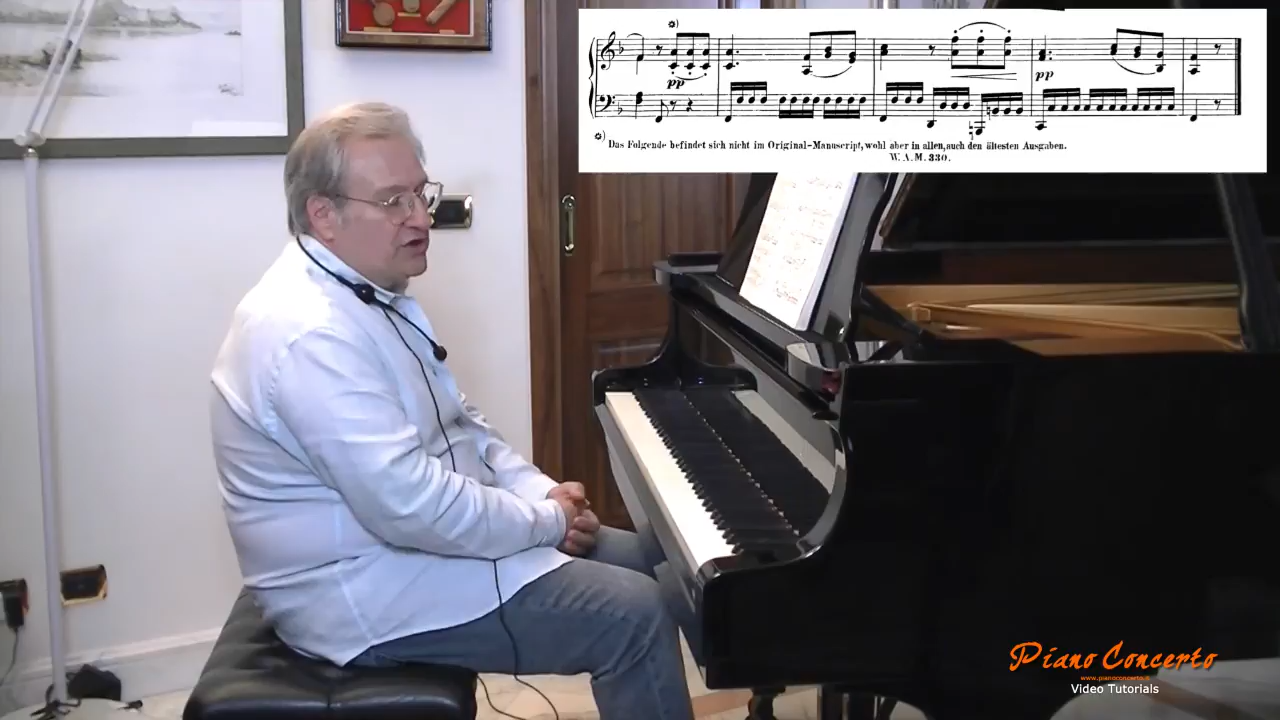 *)
pp
pp
*) Das Folgende befindet sich nicht im Original-Manuscript, wohl aber in allen, auch den ältesten Ausgaben.
W. A. M. 330.
Piano Concerto
www.pianoconcerto.it
Video Tutorials